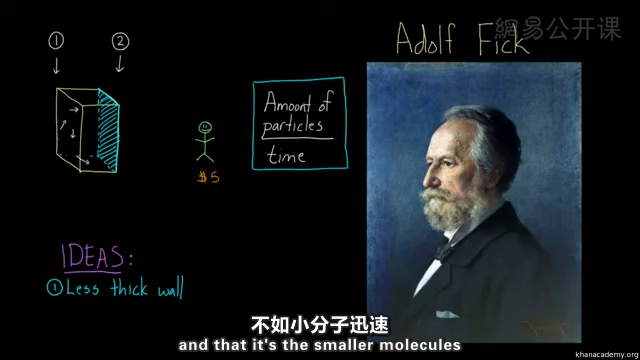 網易公开课
Adolf Fick
① ②
Amount of
particles
time
$5
IDEAS:
① Less thick wall
不如小分子迅速
and that it's the smaller molecules
khanacademy.org